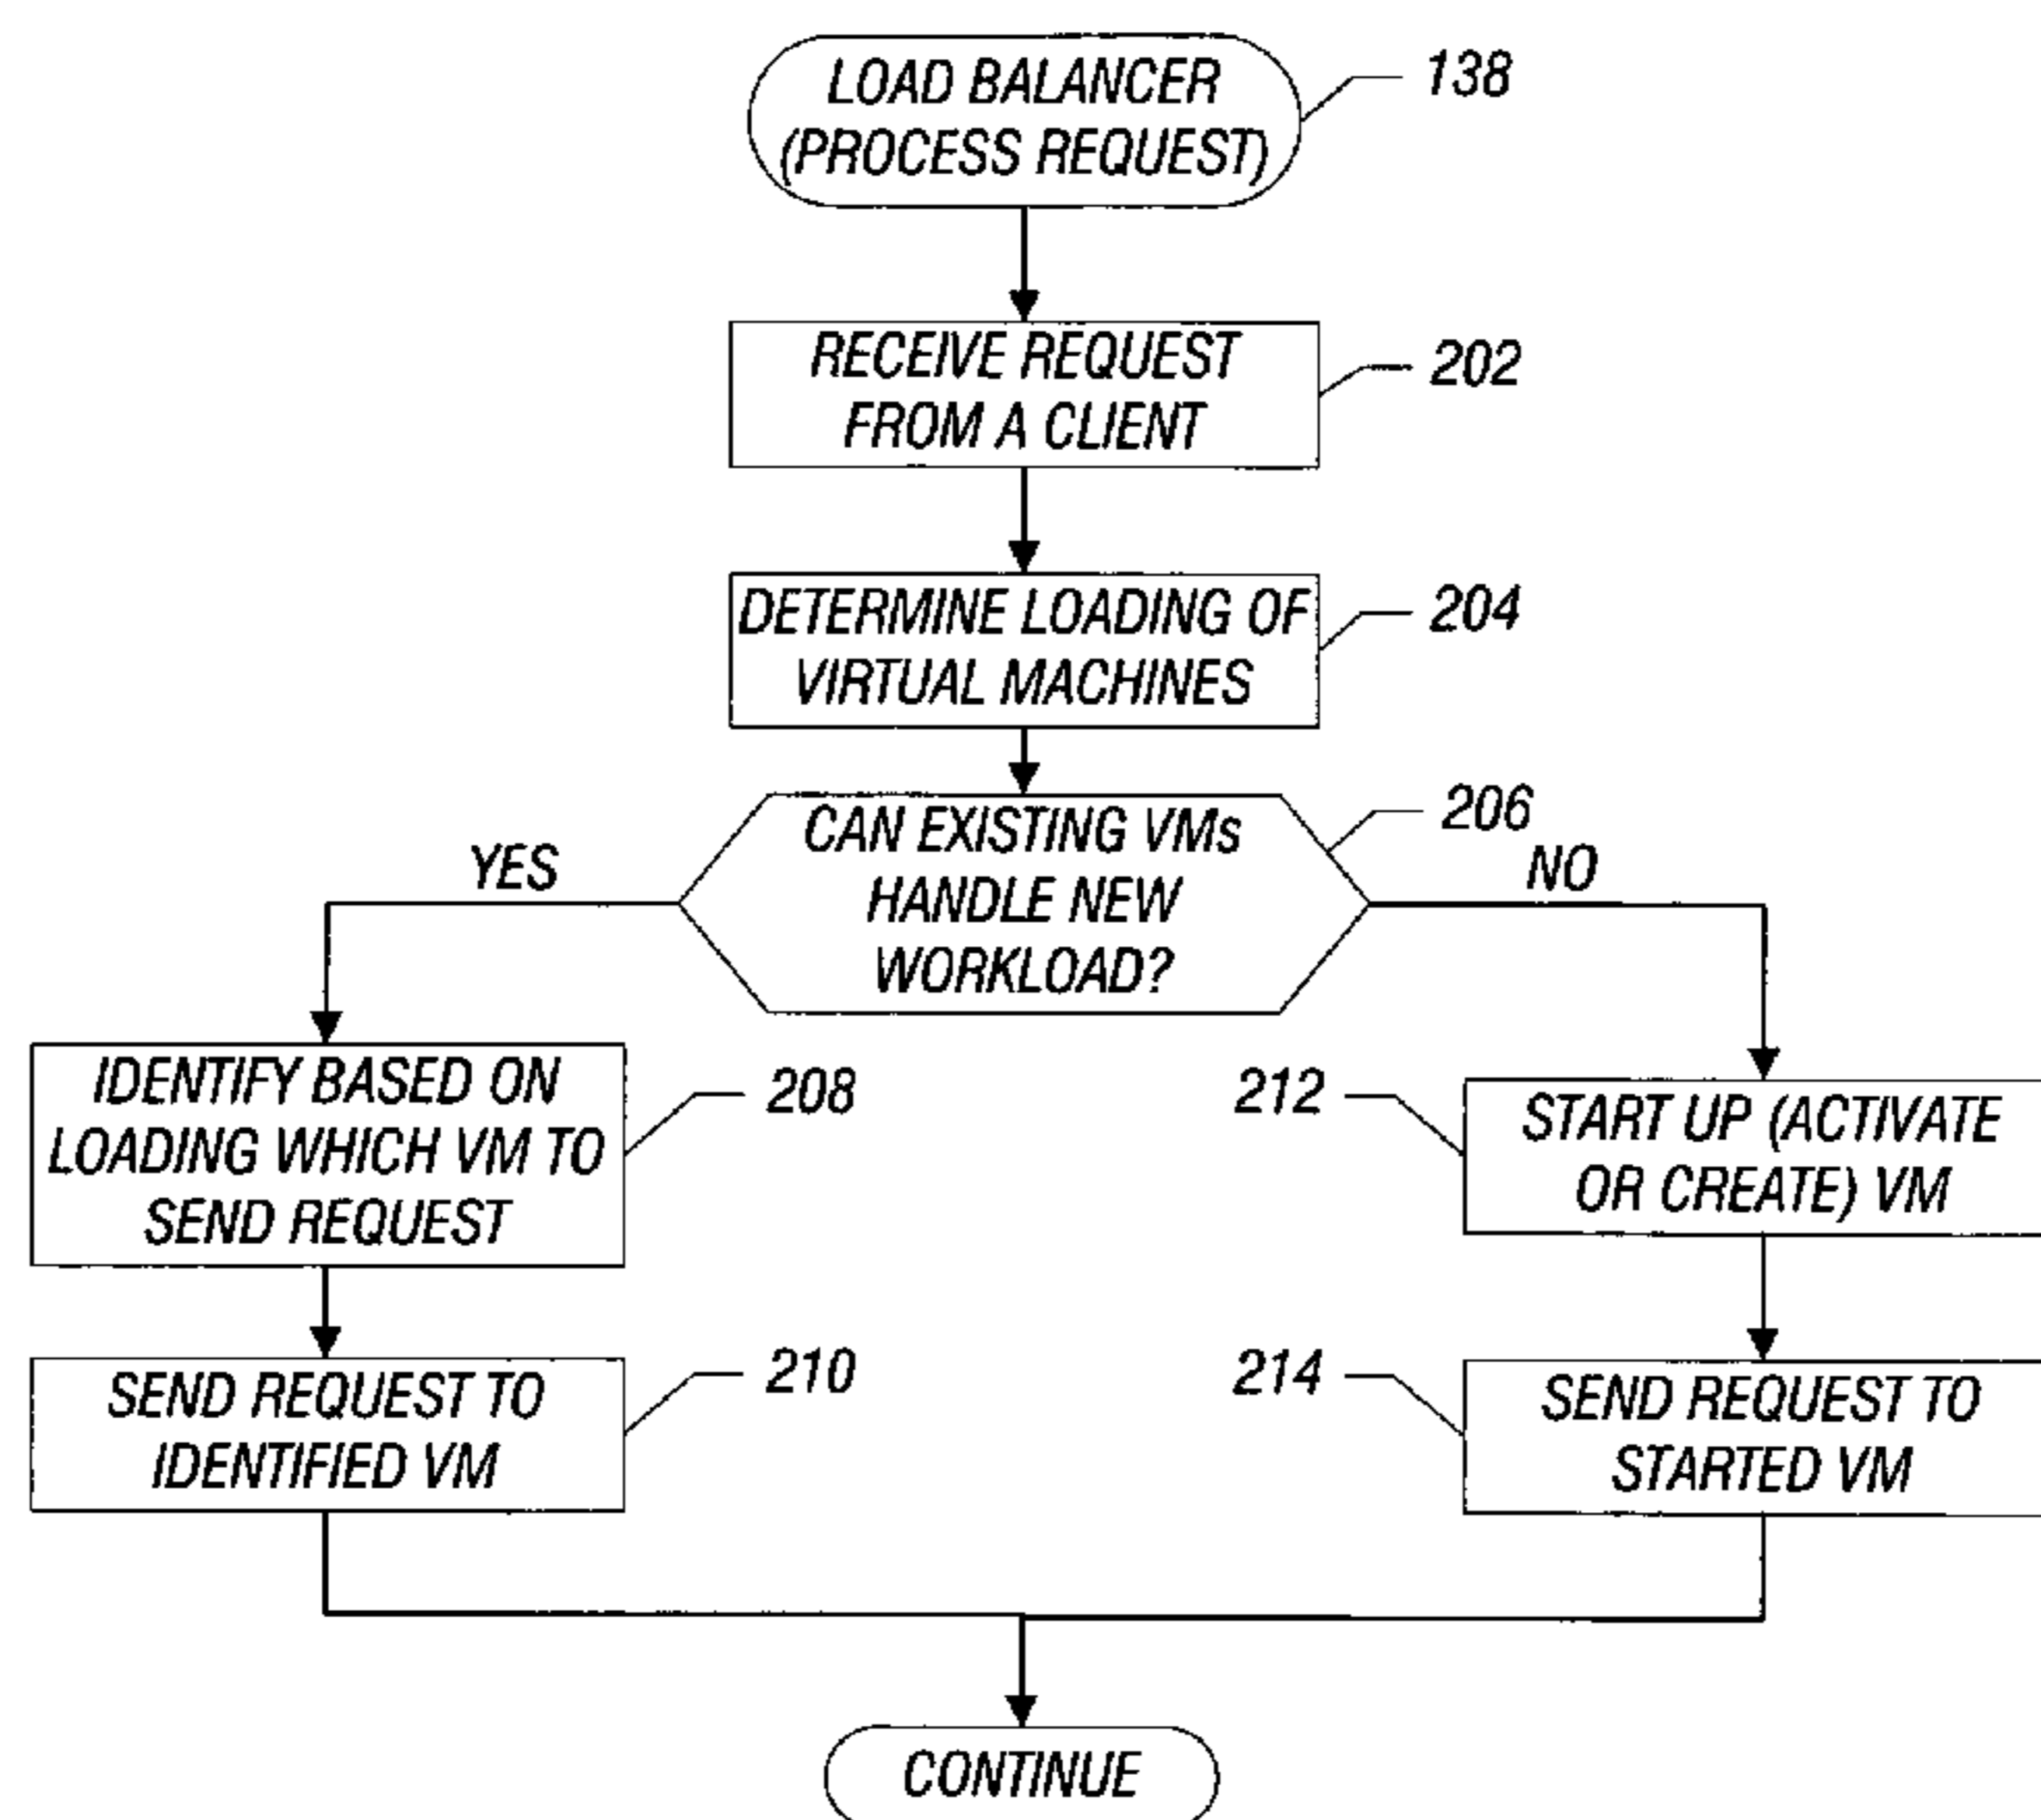 LOAD BALANCER
(PROCESS REQUEST)
138
RECEIVE REQUEST
FROM A CLIENT
202
DETERMINE LOADING OF
VIRTUAL MACHINES
204
CAN EXISTING VMs
HANDLE NEW
WORKLOAD?
206
YES
NO
IDENTIFY BASED ON
LOADING WHICH VM TO
SEND REQUEST
208
212
START UP (ACTIVATE
OR CREATE) VM
SEND REQUEST TO
IDENTIFIED VM
210
214
SEND REQUEST TO
STARTED VM
CONTINUE